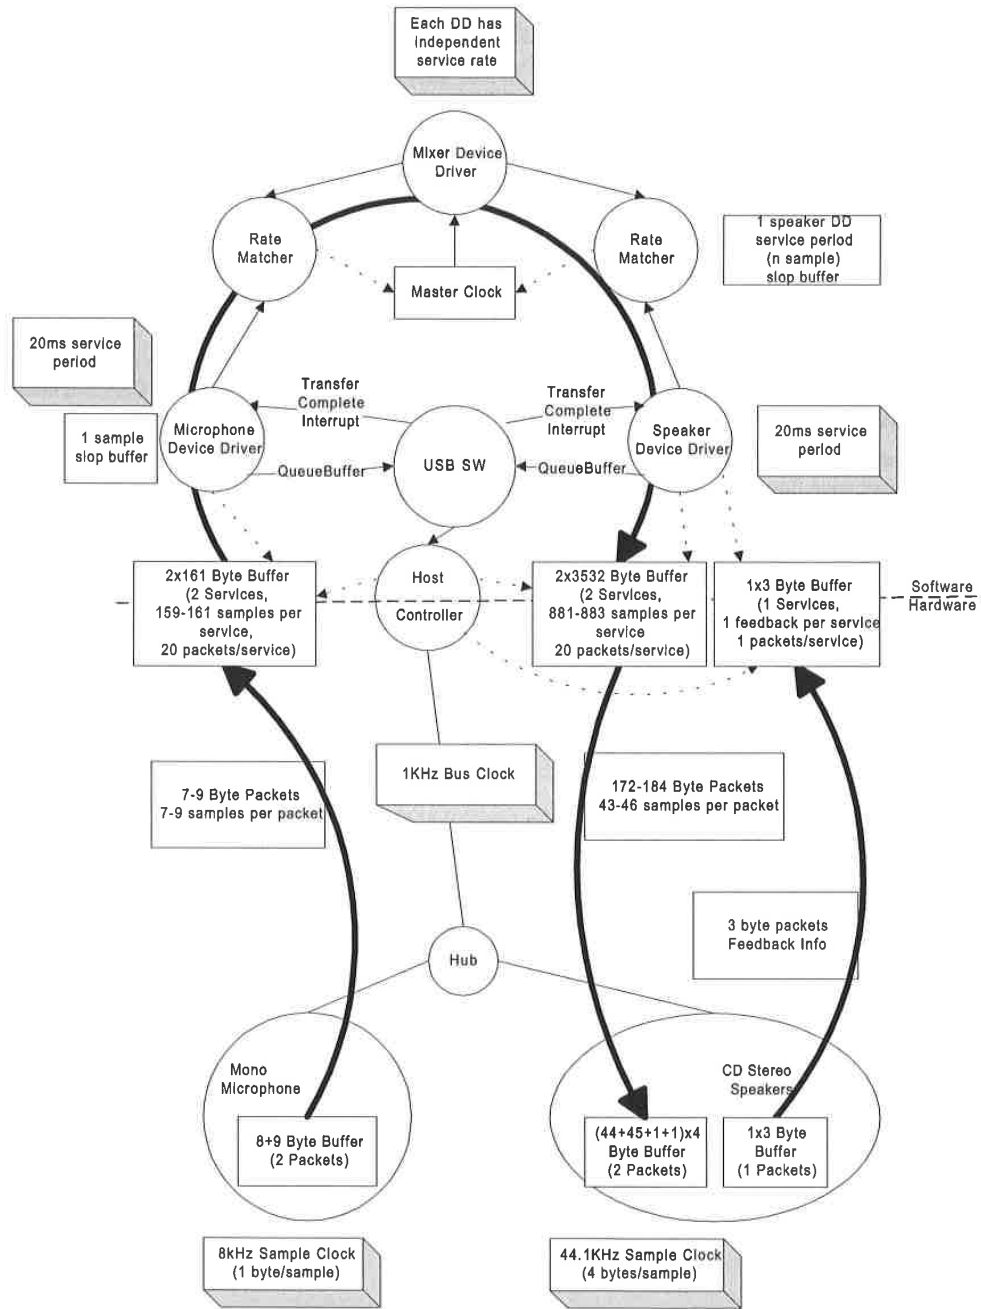 Each DD has
independent
service rate
Mixer Device
Driver
Rate
Matcher
Rate
Matcher
1 speaker DD
service period
(n sample)
slop buffer
Master Clock
20ms service
period
Transfer
Complete
Interrupt
Transfer
Complete
Interrupt
1 sample
slop buffer
Microphone
Device Driver
USB SW
Speaker
Device Driver
20ms service
period
QueueBuffer
QueueBuffer
2x161 Byte Buffer
(2 Services,
159-161 samples per
service,
20 packets/service)
Host
Controller
2x3532 Byte Buffer
(2 Services,
881-883 samples per
service
20 packets/service)
1x3 Byte Buffer
(1 Services,
1 feedback per service
1 packets/service)
Software
Hardware
1KHz Bus Clock
7-9 Byte Packets
7-9 samples per packet
172-184 Byte Packets
43-46 samples per packet
3 byte packets
Feedback Info
Hub
Mono
Microphone
CD Stereo
Speakers
8+9 Byte Buffer
(2 Packets)
(44+45+1+1)x4
Byte Buffer
(2 Packets)
1x3 Byte
Buffer
(1 Packets)
8kHz Sample Clock
(1 byte/sample)
44.1KHz Sample Clock
(4 bytes/sample)